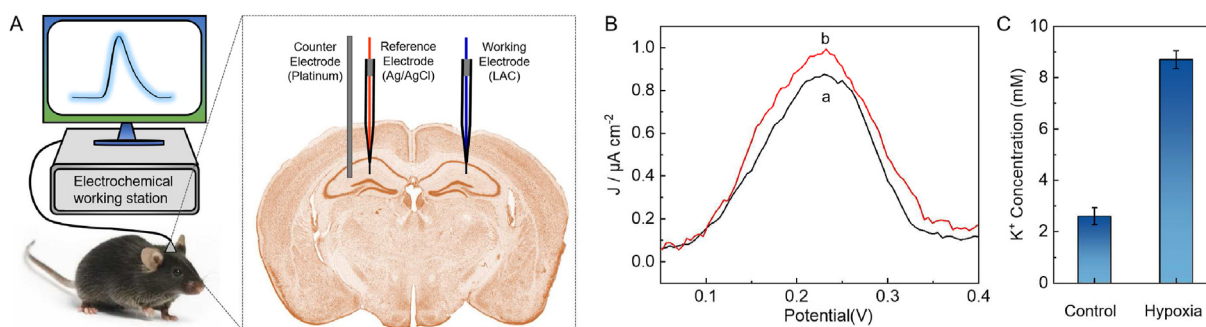 A
Electrochemical
working station
Counter
Electrode
(Platinum)
Reference
Electrode
(Ag/AgCl)
Working
Electrode
(LAC)
B
J / μA cm⁻²
1.0
0.8
0.6
0.4
0.2
0.0
b
a
0.1
0.2
0.3
0.4
Potential(V)
C
K⁺ Concentration (mM)
10
8
6
4
2
0
Control
Hypoxia